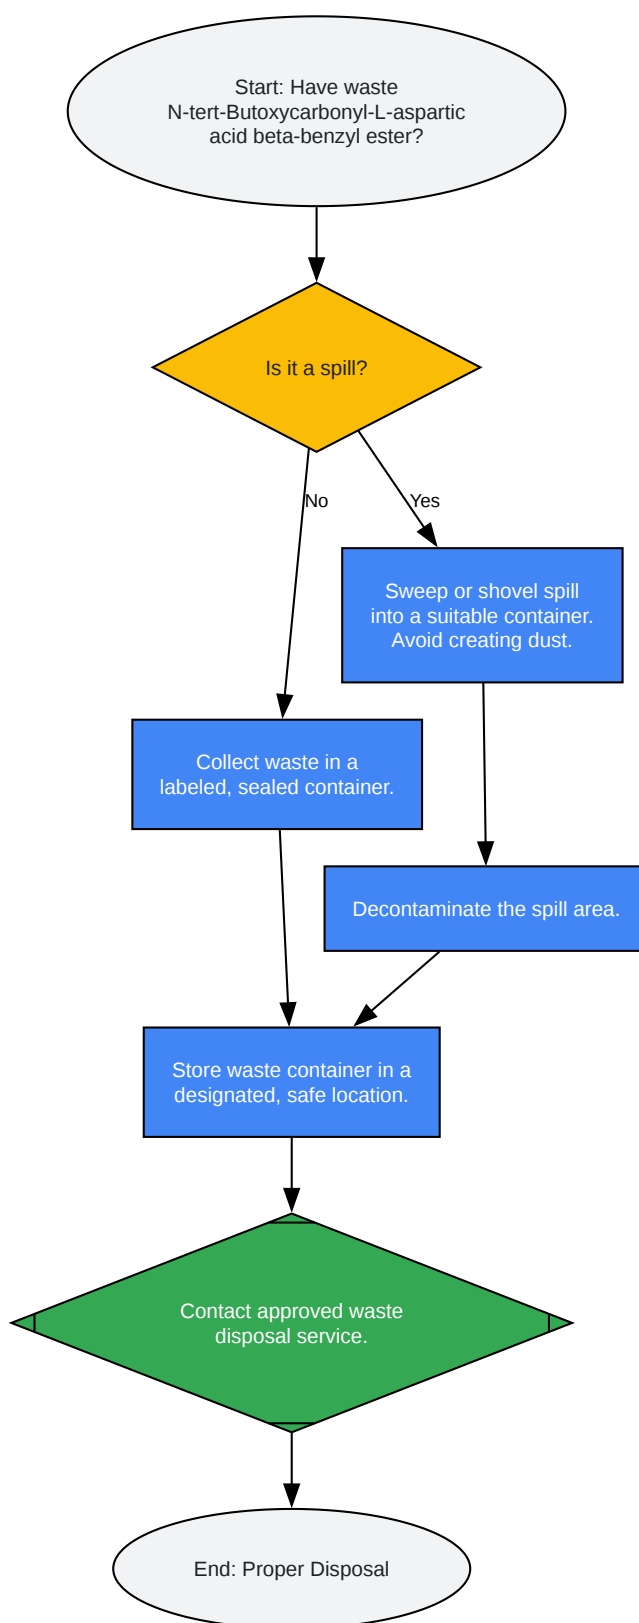 Start: Have waste
N-tert-Butoxycarbonyl-L-aspartic
acid beta-benzyl ester?
Is it a spill?
No
Yes
Sweep or shovel spill
into a suitable container.
Avoid creating dust.
Collect waste in a
labeled, sealed container.
Decontaminate the spill area.
Store waste container in a
designated, safe location.
Contact approved waste
disposal service.
End: Proper Disposal